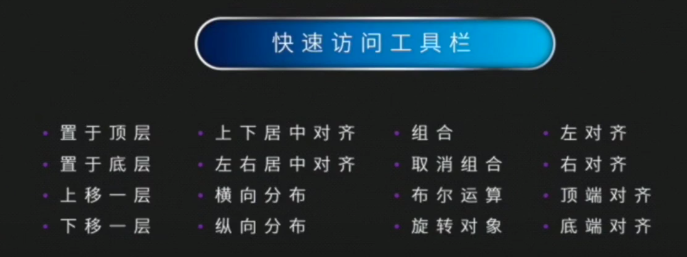 快速访问工具栏
置于顶层
置于底层
上移一层
下移一层
上下居中对齐
左右居中对齐
横向分布
纵向分布
组合
取消组合
布尔运算
旋转对象
左对齐
右对齐
顶端对齐
底端对齐